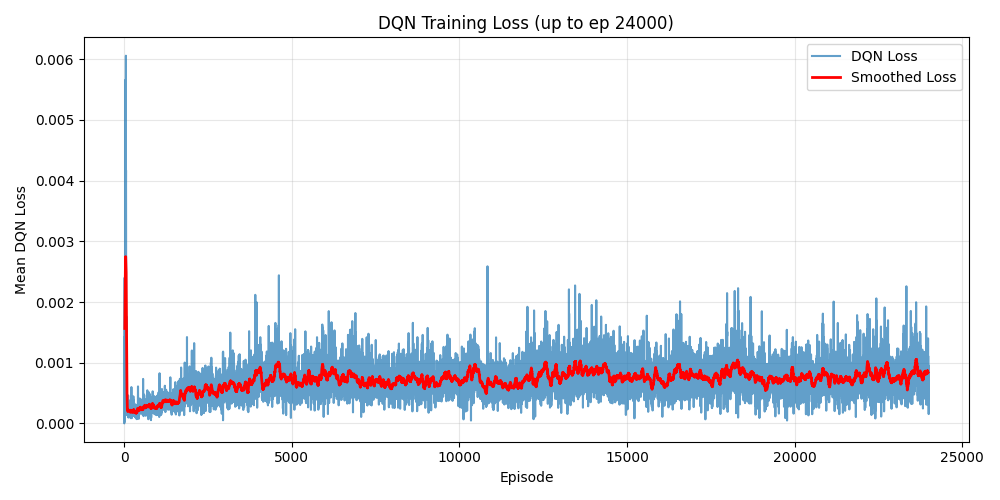 DQN Training Loss (up to ep 24000)
DQN Loss
Smoothed Loss
0.006
0.005
0.004
0.003
0.002
0.001
0.000
Mean DQN Loss
0 5000 10000 15000 20000 25000
Episode